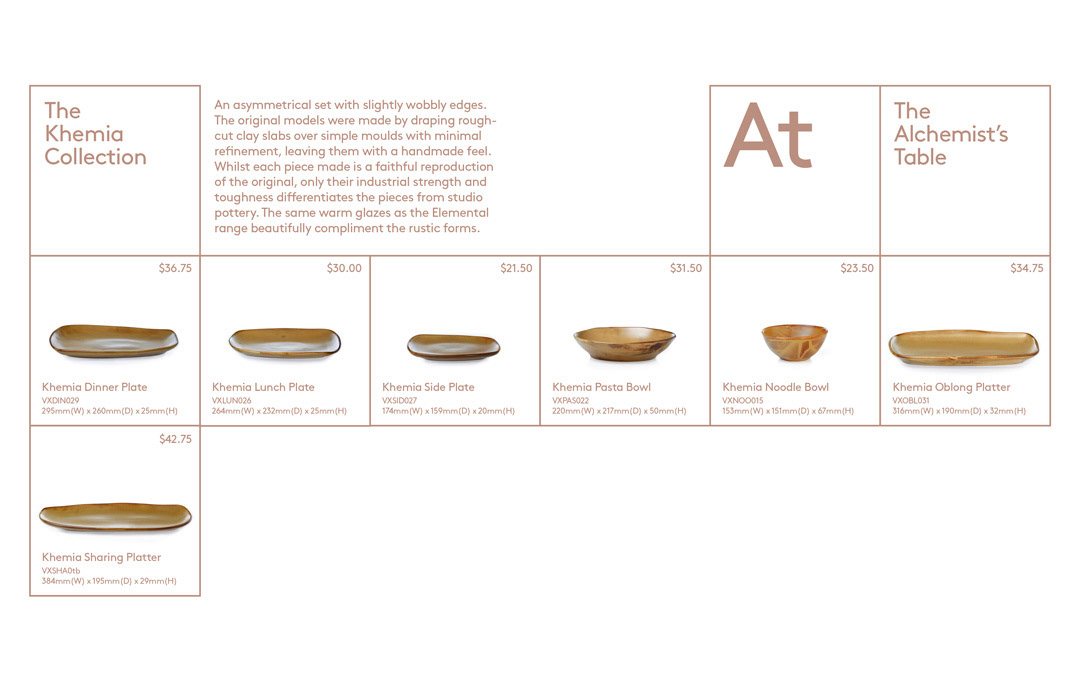 The
Khemia
Collection
An asymmetrical set with slightly wobbly edges.
The original models were made by draping rough-
cut clay slabs over simple moulds with minimal
refinement, leaving them with a handmade feel.
Whilst each piece made is a faithful reproduction
of the original, only their industrial strength and
toughness differentiates the pieces from studio
pottery. The same warm glazes as the Elemental
range beautifully compliment the rustic forms.
At
The
Alchemist's
Table
$36.75
Khemia Dinner Plate
VXDIN029
295mm(W) x 260mm(D) x 25mm(H)
$30.00
Khemia Lunch Plate
VXLUN026
264mm(W) x 232mm(D) x 25mm(H)
$21.50
Khemia Side Plate
VXSID027
174mm(W) x 159mm(D) x 20mm(H)
$31.50
Khemia Pasta Bowl
VXPAS022
220mm(W) x 217mm(D) x 50mm(H)
$23.50
Khemia Noodle Bowl
VXNOO015
153mm(W) x 151mm(D) x 67mm(H)
$34.75
Khemia Oblong Platter
VXOBL031
316mm(W) x 190mm(D) x 32mm(H)
$42.75
Khemia Sharing Platter
VXSHA0tb
384mm(W) x 195mm(D) x 29mm(H)